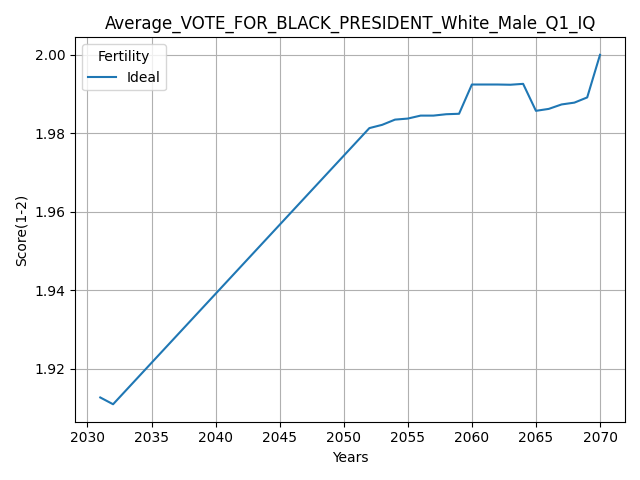 Average_VOTE_FOR_BLACK_PRESIDENT_White_Male_Q1_IQ
Fertility
Ideal
Score(1-2)
2.00
1.98
1.96
1.94
1.92
2030 2035 2040 2045 2050 2055 2060 2065 2070
Years